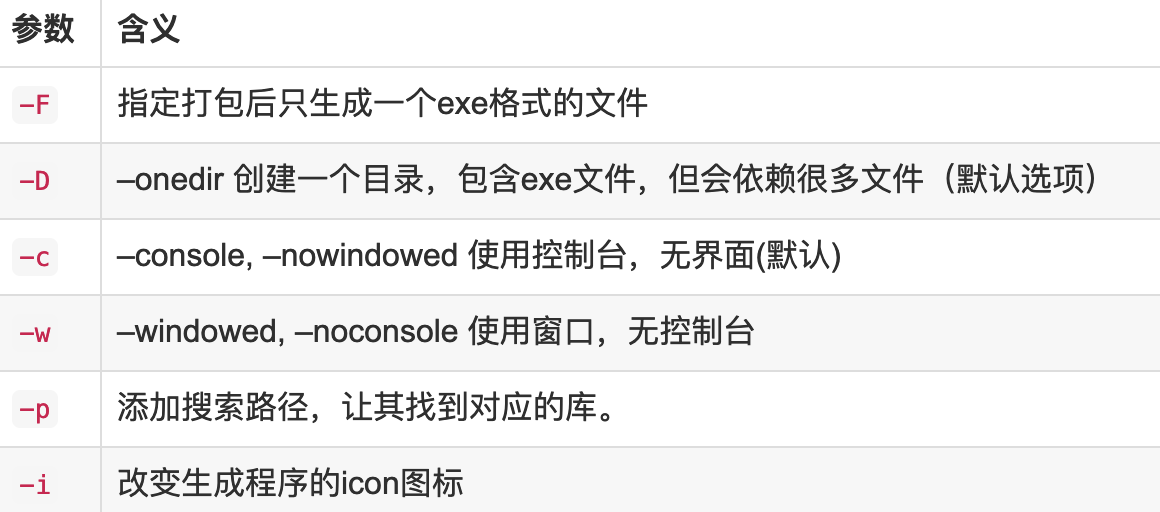 参数 含义
-F 指定打包后只生成一个exe格式的文件
-D –onedir 创建一个目录，包含exe文件，但会依赖很多文件（默认选项）
-c –console, –nowindowed 使用控制台，无界面(默认)
-w –windowed, –noconsole 使用窗口，无控制台
-p 添加搜索路径，让其找到对应的库。
-i 改变生成程序的icon图标